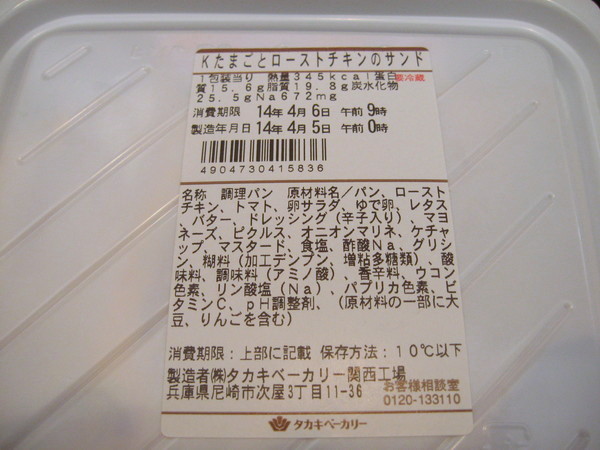 Kたまごとローストチキンのサンド
1包装当り 熱量345kcal蛋白 要冷蔵
質15.6g脂質19.8g炭水化物
25.5gNa672mg
消費期限 14年4月6日 午前9時
製造年月日 14年4月5日 午前0時
4904730415836
名称 調理パン 原材料名/パン、ロースト
チキン、トマト、卵サラダ、ゆで卵、レタス
、バター、ドレッシング(辛子入り)、マヨ
ネーズ、ピクルス、オニオンマリネ、ケチャ
ップ、マスタード、食塩、酢酸Na、グリシ
ン、糊料(加工デンプン、増粘多糖類)、酸
味料、調味料(アミノ酸)、香辛料、ウコン
色素、リン酸塩(Na)、パプリカ色素、ビ
タミンC、pH調整剤、(原材料の一部に大
豆、りんごを含む)
消費期限:上部に記載 保存方法:10℃以下
製造者㈱タカキベーカリー関西工場
兵庫県尼崎市次屋3丁目11-36 お客様相談室
0120-133110
タカキベーカリー